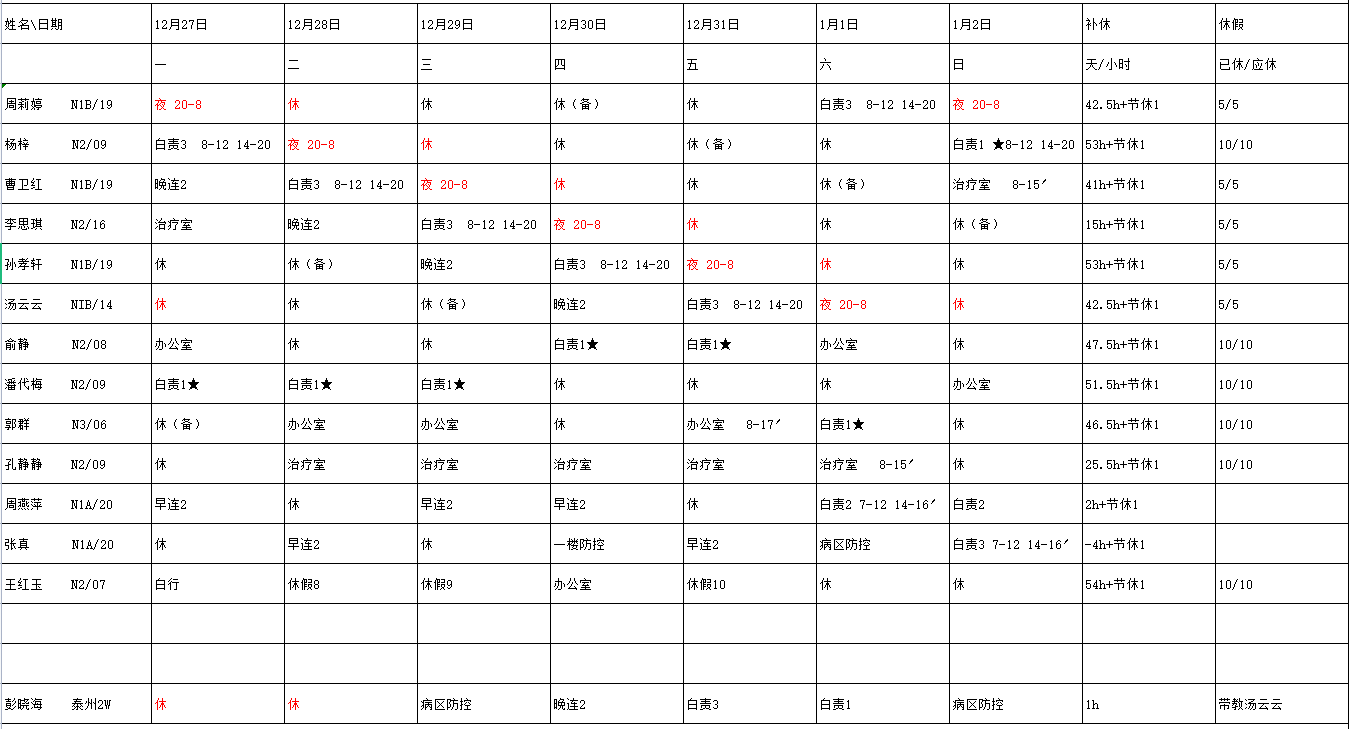 姓名\日期 12月27日 12月28日 12月29日 12月30日 12月31日 1月1日 1月2日 补休 休假
一 二 三 四 五 六 日 天/小时 已休/应休
周莉婷 N1B/19 夜 20-8 休 休 休（备） 休 白责3 8-12 14-20 夜 20-8 42.5h+节休1 5/5
杨梓 N2/09 白责3 8-12 14-20 夜 20-8 休 休 休（备） 休 白责1 ★8-12 14-20 53h+节休1 10/10
曹卫红 N1B/19 晚连2 白责3 8-12 14-20 夜 20-8 休 休 休（备） 治疗室 8-15′ 41h+节休1 5/5
李思琪 N2/16 治疗室 晚连2 白责3 8-12 14-20 夜 20-8 休 休 休（备） 15h+节休1 5/5
孙孝轩 N1B/19 休 休（备） 晚连2 白责3 8-12 14-20 夜 20-8 休 休 53h+节休1 5/5
汤云云 NIB/14 休 休 休（备） 晚连2 白责3 8-12 14-20 夜 20-8 休 42.5h+节休1 5/5
俞静 N2/08 办公室 休 休 白责1★ 白责1★ 办公室 休 47.5h+节休1 10/10
潘代梅 N2/09 白责1★ 白责1★ 白责1★ 休 休 休 办公室 51.5h+节休1 10/10
郭群 N3/06 休（备） 办公室 办公室 休 办公室 8-17′ 白责1★ 休 46.5h+节休1 10/10
孔静静 N2/09 休 治疗室 治疗室 治疗室 治疗室 治疗室 8-15′ 休 25.5h+节休1 10/10
周燕萍 N1A/20 早连2 休 早连2 早连2 休 白责2 7-12 14-16′ 白责2 2h+节休1
张真 N1A/20 休 早连2 休 一楼防控 早连2 病区防控 白责3 7-12 14-16′ -4h+节休1
王红玉 N2/07 白行 休假8 休假9 办公室 休假10 休 休 54h+节休1 10/10
彭晓海 泰州2W 休 休 病区防控 晚连2 白责3 白责1 病区防控 1h 带教汤云云